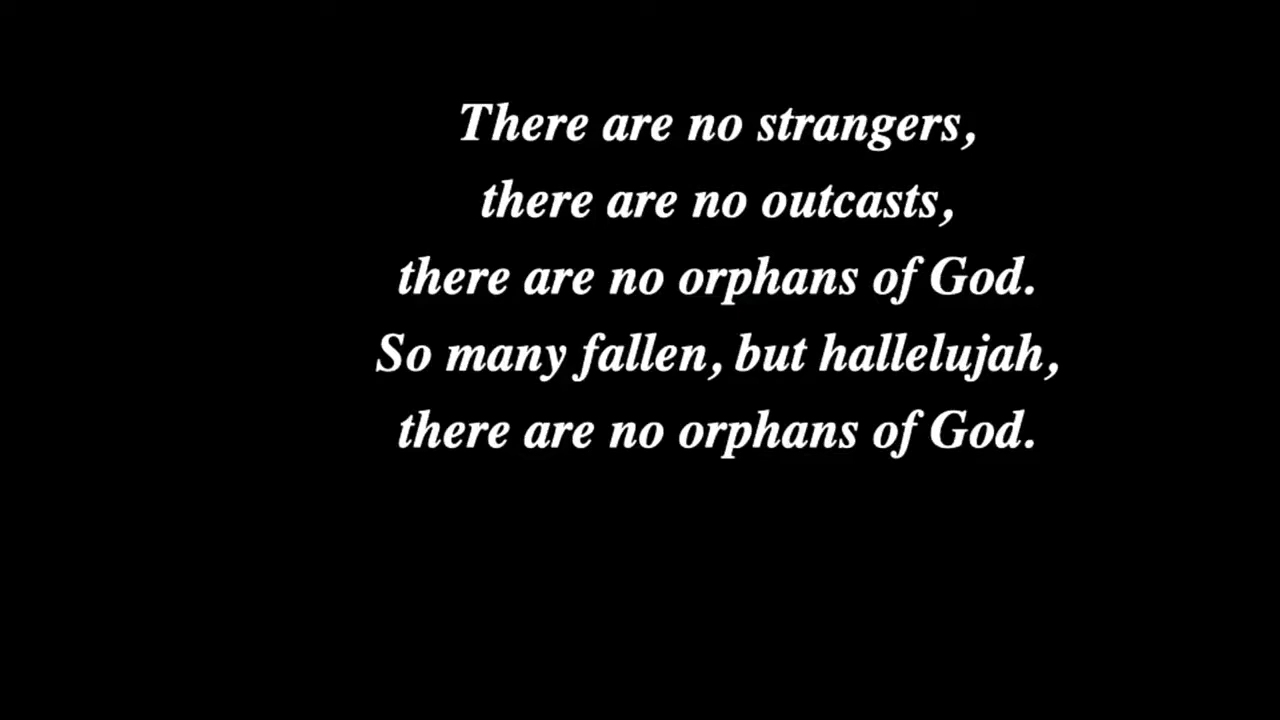 There are no strangers,
there are no outcasts,
there are no orphans of God.
So many fallen, but hallelujah,
there are no orphans of God.